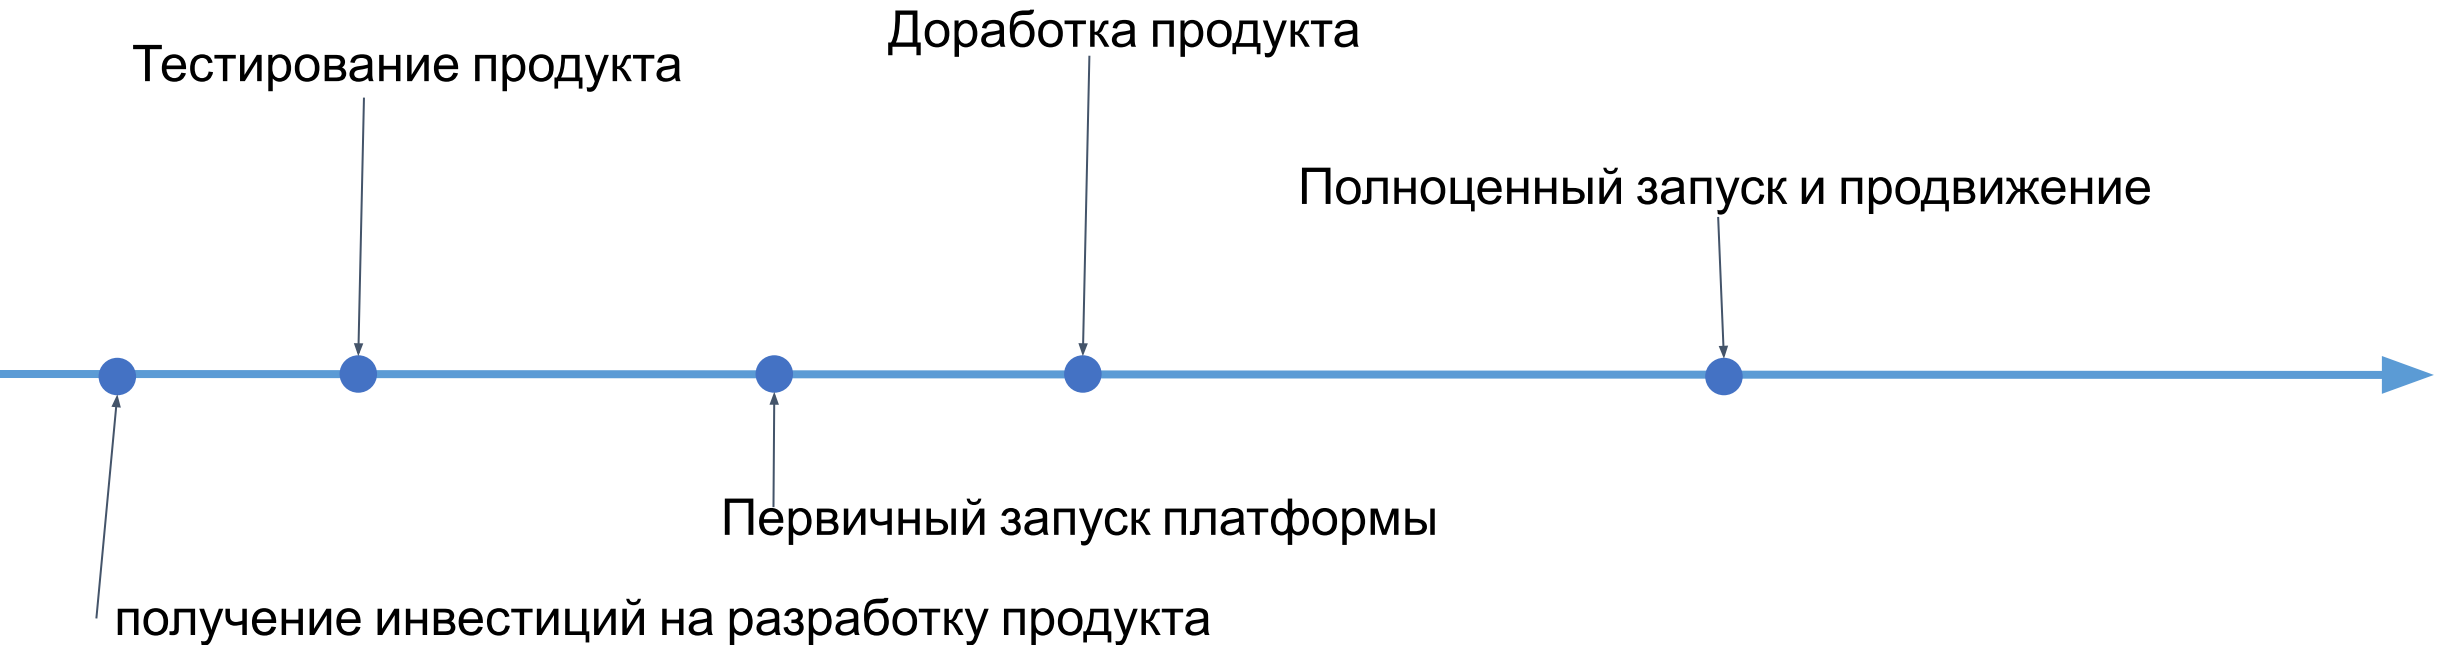 Доработка продукта
Тестирование продукта
Полноценный запуск и продвижение
Первичный запуск платформы
получение инвестиций на разработку продукта